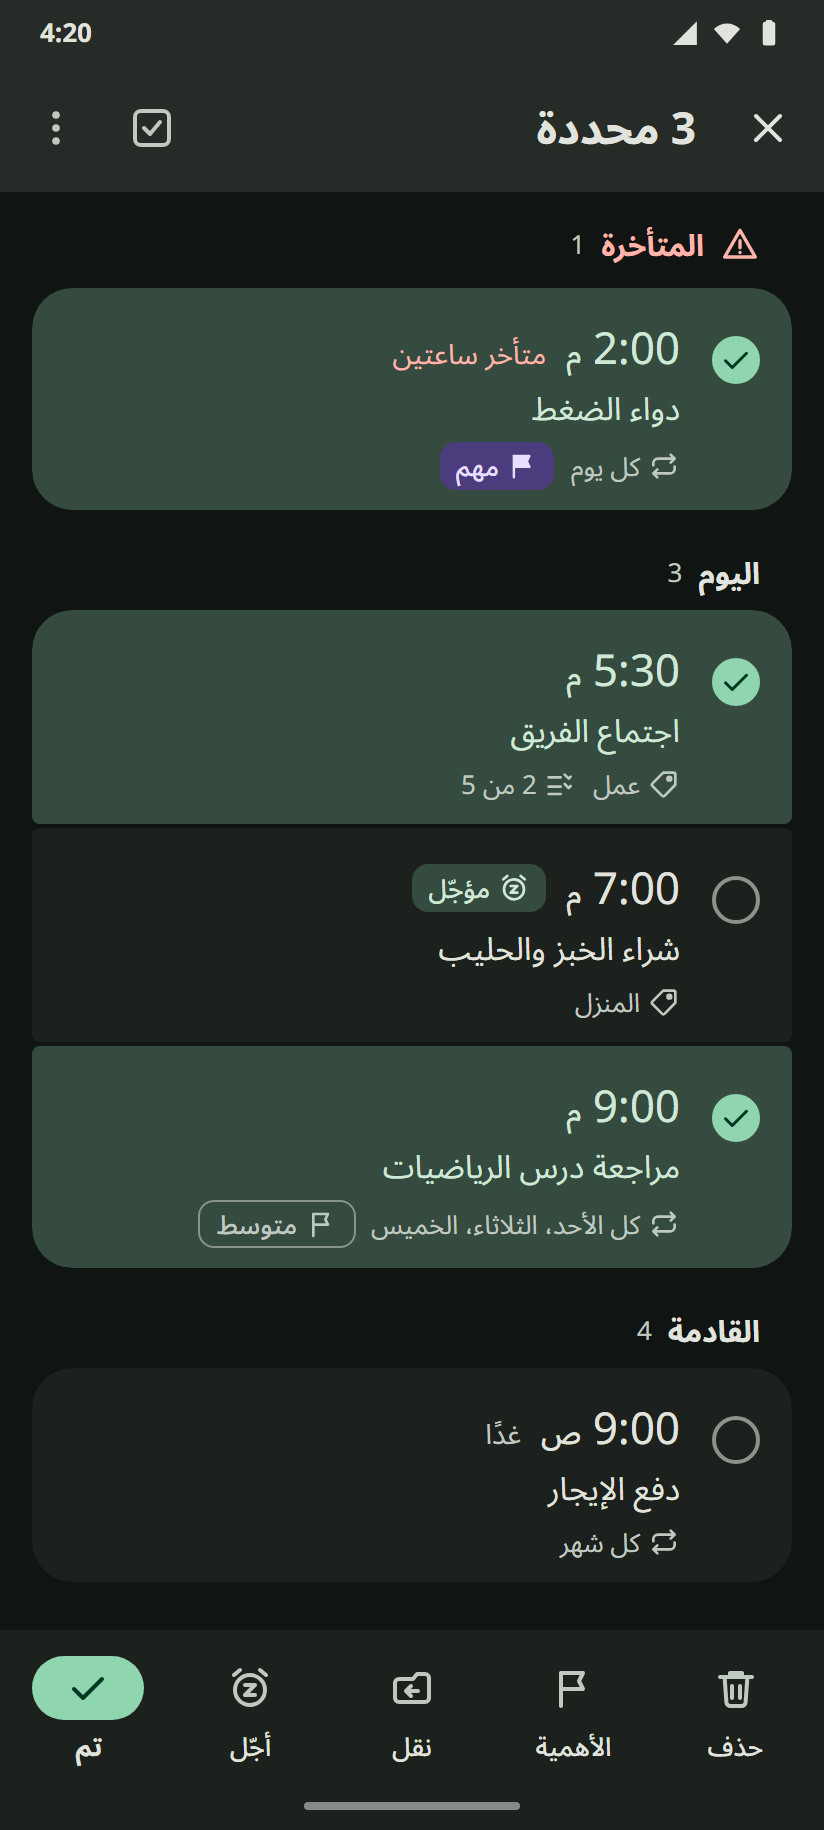 4:20
3 محددة
المتأخرة 1
2:00 م متأخر ساعتين
دواء الضغط
كل يوم مهم
اليوم 3
5:30 م
اجتماع الفريق
عمل 2 من 5
7:00 م مؤجّل
شراء الخبز والحليب
المنزل
9:00 م
مراجعة درس الرياضيات
كل الأحد، الثلاثاء، الخميس متوسط
القادمة 4
9:00 ص غدًا
دفع الإيجار
كل شهر
حذف الأهمية نقل أجّل تم